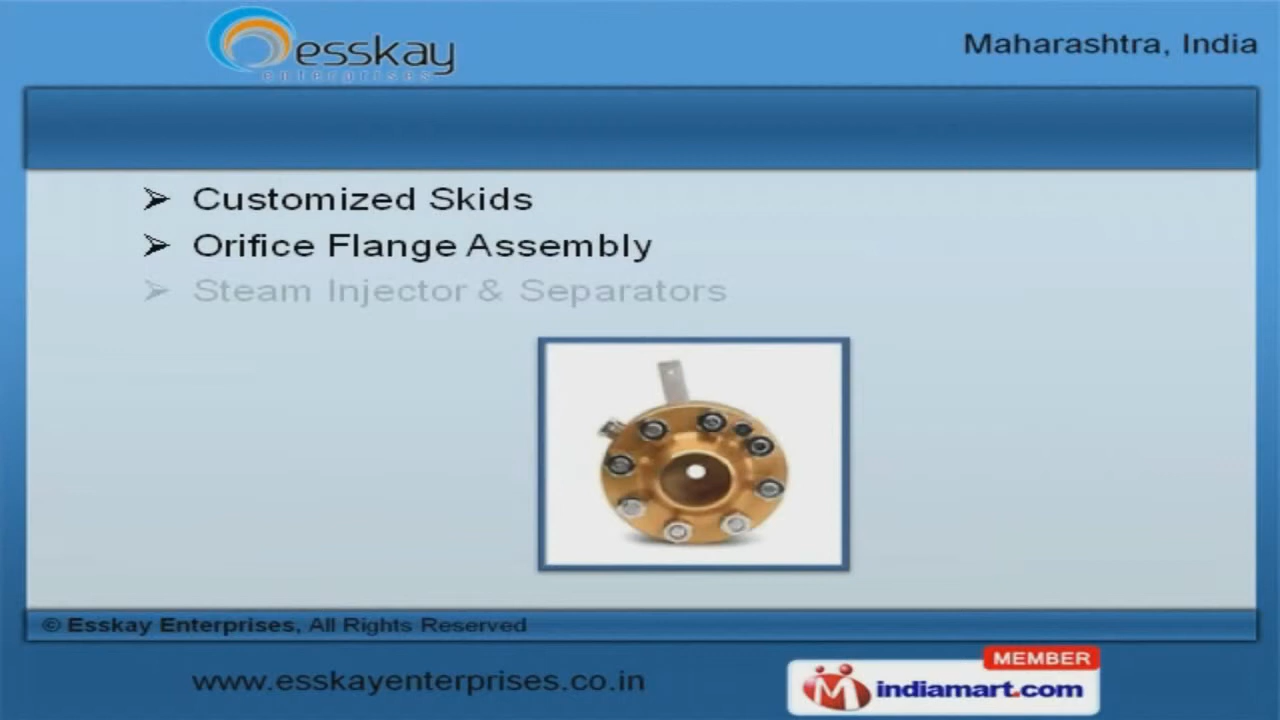 esskay
enterprises
Maharashtra, India
➢ Customized Skids
➢ Orifice Flange Assembly
➢ Steam Injector & Separators
© Esskay Enterprises, All Rights Reserved
www.esskayenterprises.co.in
MEMBER
indiamart.com